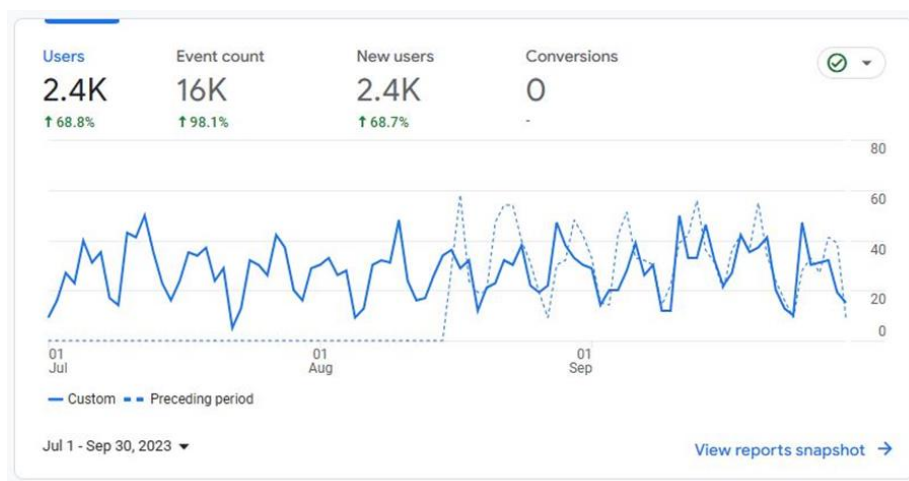 Users Event count New users Conversions
2.4K 16K 2.4K 0
↑ 68.8% ↑ 98.1% ↑ 68.7% -
80
60
40
20
0
01 01 01
Jul Aug Sep
Custom Preceding period
Jul 1 - Sep 30, 2023
View reports snapshot →